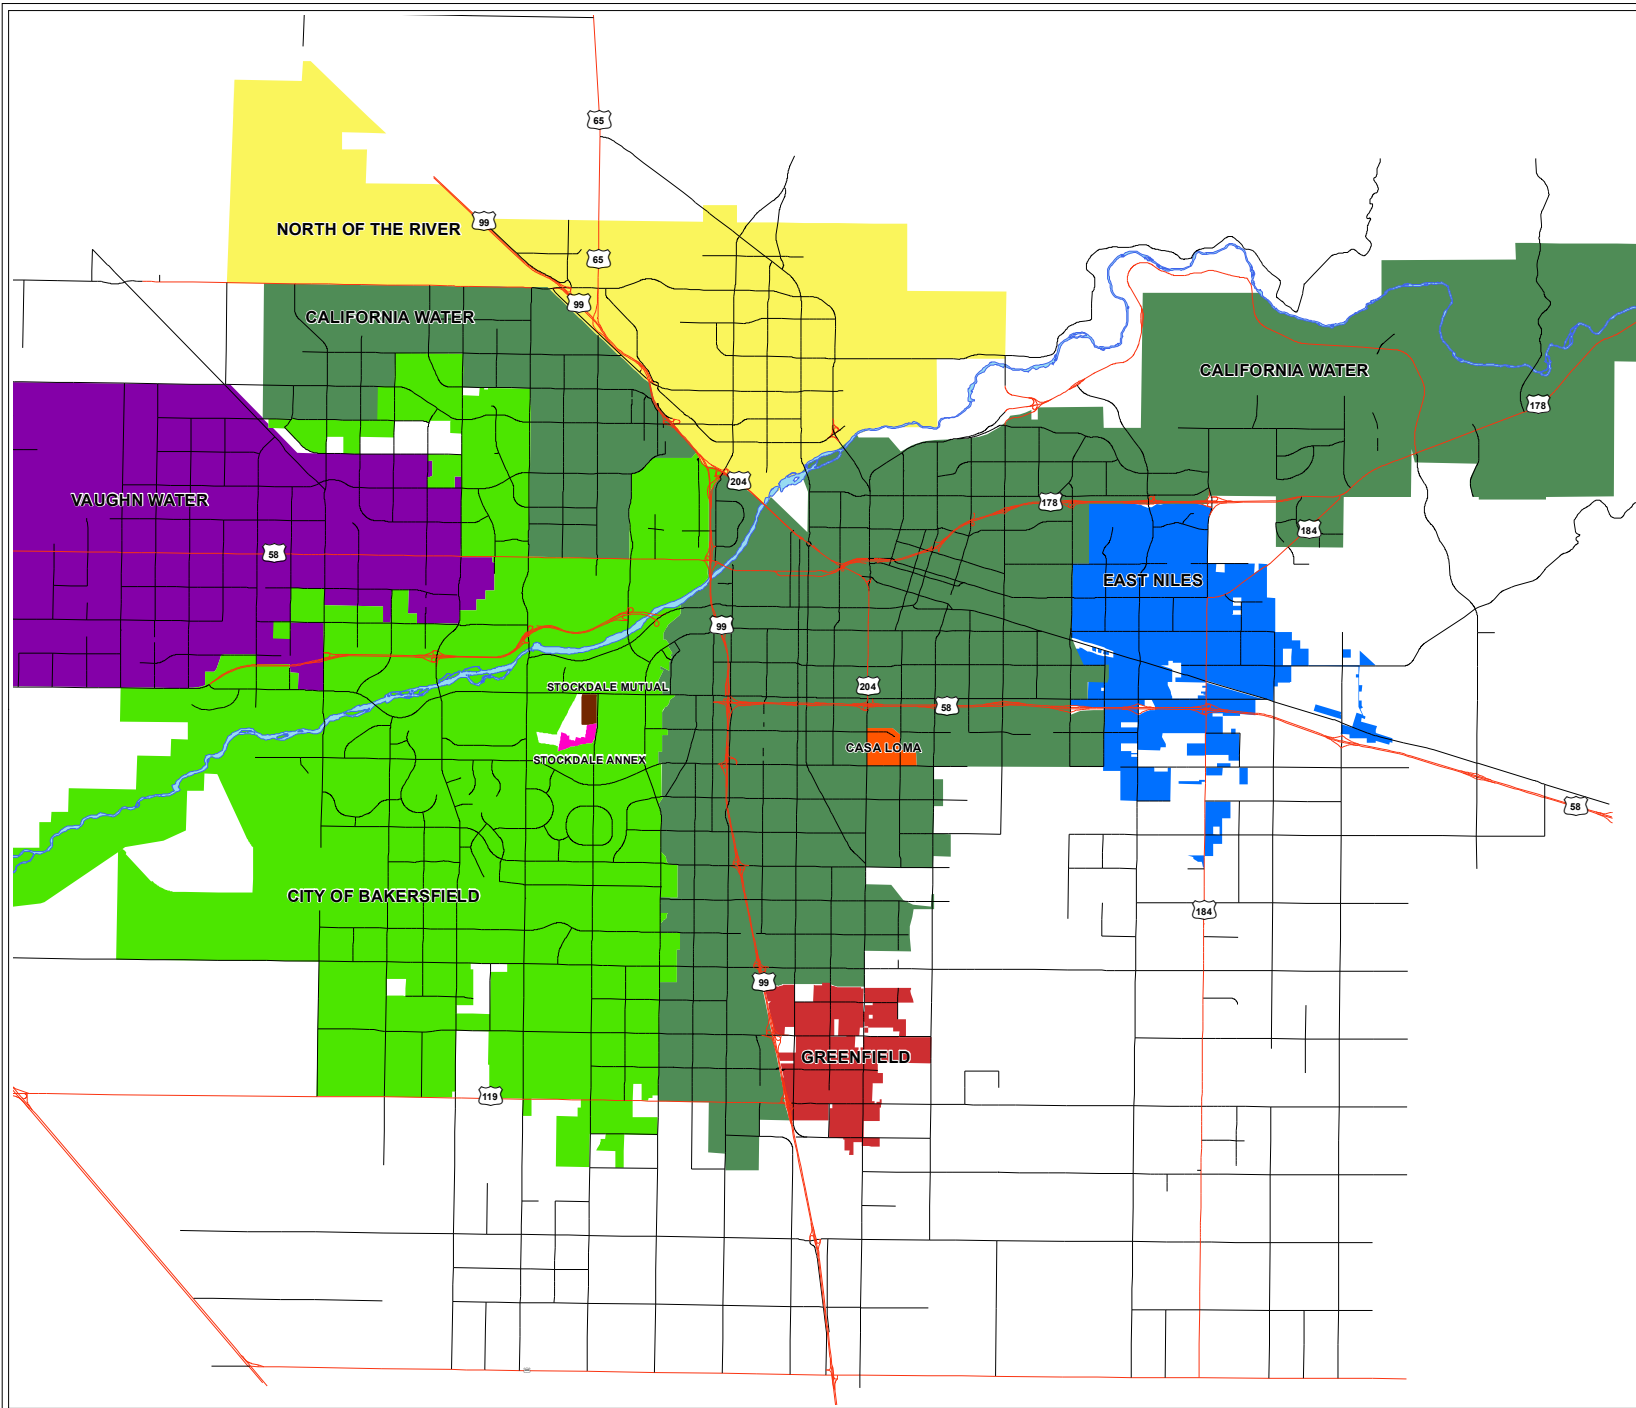 65
99
NORTH OF THE RIVER
65
99
CALIFORNIA WATER
CALIFORNIA WATER
178
204
VAUGHN WATER
178
184
58
EAST NILES
99
STOCKDALE MUTUAL
204
58
CASA LOMA
STOCKDALE ANNEX
58
CITY OF BAKERSFIELD
184
99
GREENFIELD
119